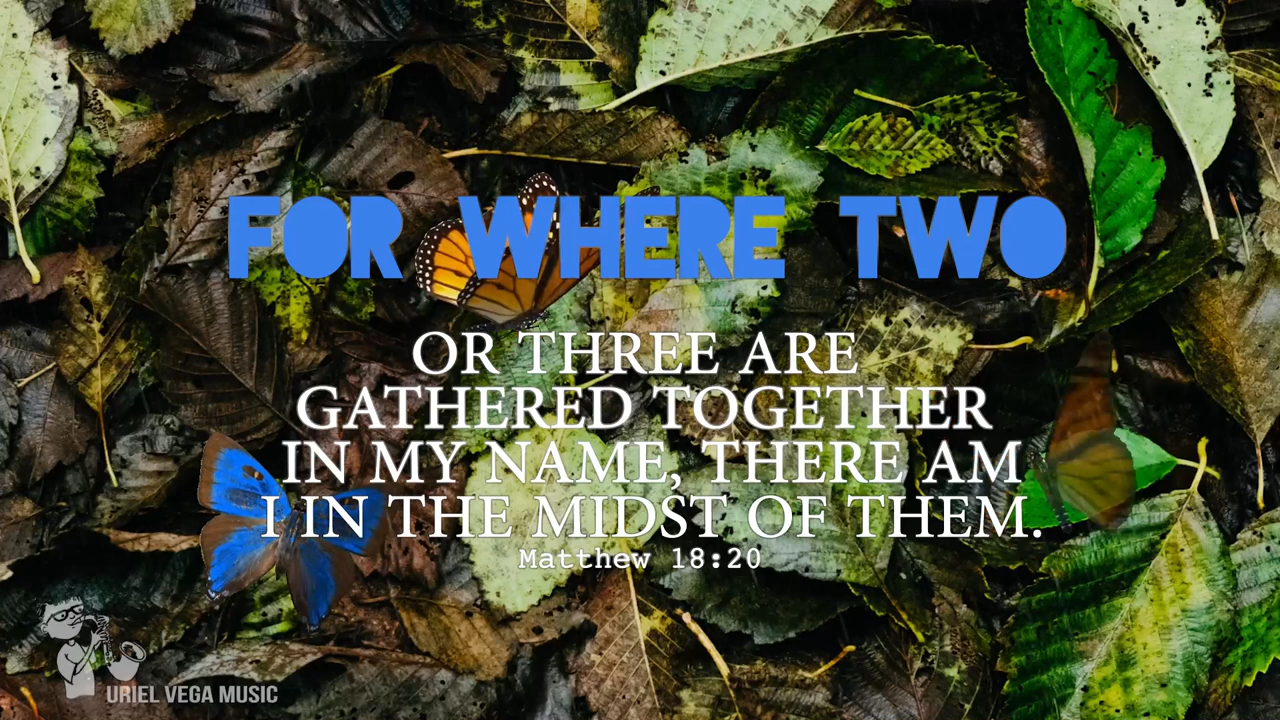 FOR WHERE TWO
OR THREE ARE
GATHERED TOGETHER
IN MY NAME, THERE AM
I IN THE MIDST OF THEM.
Matthew 18:20
URIEL VEGA MUSIC